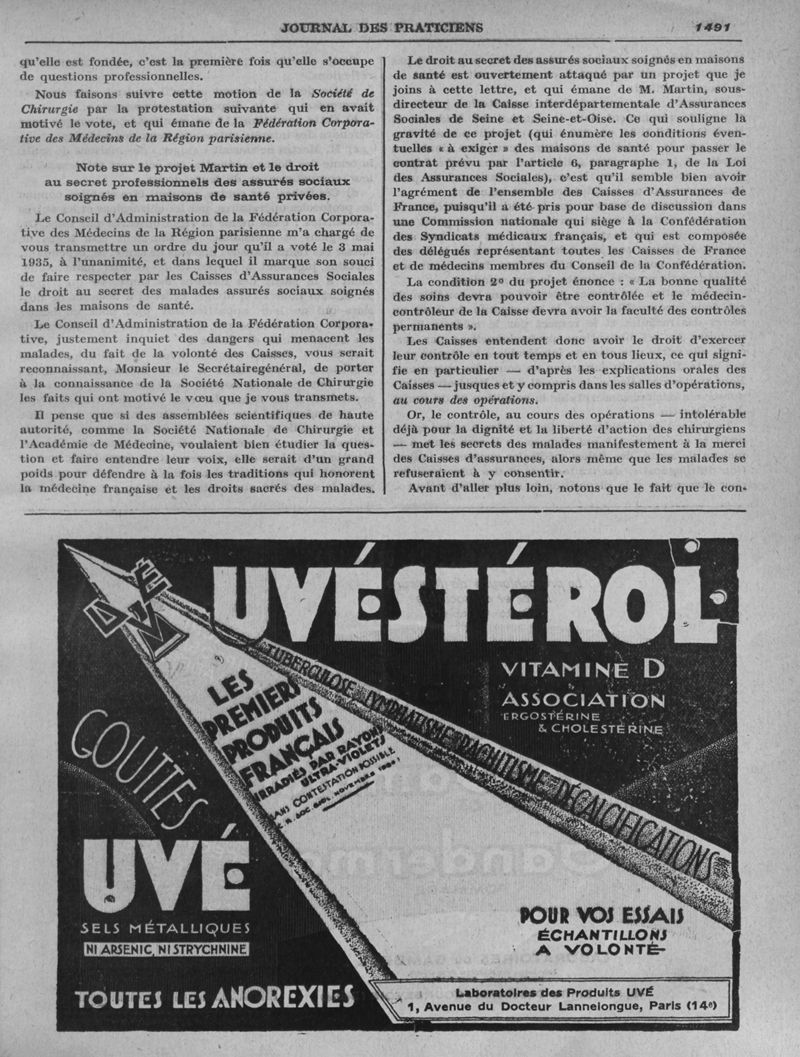 JOURNAL DES PRATICIENS 1491
qu'elle est fondée, c'est la première fois qu'elle s'occupe
de questions professionnelles.
Nous faisons suivre cette motion de la Société de
Chirurgie par la protestation suivante qui en avait
motivé le vote, et qui émane de la Fédération Corpora-
tive des Médecins de la Région parisienne.
Note sur le projet Martin et le droit
au secret professionnels des assurés sociaux
soignés en maisons de santé privées.
Le Conseil d'Administration de la Fédération Corpora-
tive des Médecins de la Région parisienne m'a chargé de
vous transmettre un ordre du jour qu'il a voté le 3 mai
1935, à l'unanimité, et dans lequel il marque son souci
de faire respecter par les Caisses d'Assurances Sociales
le droit au secret des malades assurés sociaux soignés
dans les maisons de santé.
Le Conseil d'Administration de la Fédération Corpora-
tive, justement inquiet des dangers qui menacent les
malades, du fait de la volonté des Caisses, vous serait
reconnaissant, Monsieur le Secrétairegénéral, de porter
à la connaissance de la Société Nationale de Chirurgie
les faits qui ont motivé le vœu que je vous transmets.
Il pense que si des assemblées scientifiques de haute
autorité, comme la Société Nationale de Chirurgie et
l'Académie de Médecine, voulaient bien étudier la ques-
tion et faire entendre leur voix, elle serait d'un grand
poids pour défendre à la fois les traditions qui honorent
la médecine française et les droits sacrés des malades.
Le droit au secret des assurés sociaux soignés en maisons
de santé est ouvertement attaqué par un projet que je
joins à cette lettre, et qui émane de M. Martin, sous-
directeur de la Caisse interdépartementale d'Assurances
Sociales de Seine et Seine-et-Oise. Ce qui souligne la
gravité de ce projet (qui énumère les conditions éven-
tuelles « à exiger » des maisons de santé pour passer le
contrat prévu par l'article 6, paragraphe 1, de la Loi
des Assurances Sociales), c'est qu'il semble bien avoir
l'agrément de l'ensemble des Caisses d'Assurances de
France, puisqu'il a été pris pour base de discussion dans
une Commission nationale qui siège à la Confédération
des Syndicats médicaux français, et qui est composée
des délégués représentant toutes les Caisses de France
et de médecins membres du Conseil de la Confédération.
La condition 2° du projet énonce : « La bonne qualité
des soins devra pouvoir être contrôlée et le médecin-
contrôleur de la Caisse devra avoir la faculté des contrôles
permanents ».
Les Caisses entendent donc avoir le droit d'exercer
leur contrôle en tout temps et en tous lieux, ce qui signi-
fie en particulier — d'après les explications orales des
Caisses — jusques et y compris dans les salles d'opérations,
au cours des opérations.
Or, le contrôle, au cours des opérations — intolérable
déjà pour la dignité et la liberté d'action des chirurgiens
— met les secrets des malades manifestement à la merci
des Caisses d'assurances, alors même que les malades se
refuseraient à y consentir.
Avant d'aller plus loin, notons que le fait que le con-
UVÉSTÉROL
VITAMINE D
ASSOCIATION
ERGOSTÉRINE
& CHOLESTÉRINE
TUBERCULOSE LYMPHATISME RACHITISME DÉCALCIFICATIONS
LES
PREMIERS
PRODUITS
FRANÇAIS
IRRADIÉS PAR RAYONS
ULTRA-VIOLETS
SANS CONTESTATION POSSIBLE
GOUTTES
UVÉ
SELS MÉTALLIQUES
NI ARSENIC, NI STRYCHNINE
TOUTES LES ANOREXIES
POUR VOS ESSAIS
ÉCHANTILLONS
A VOLONTÉ
Laboratoires des Produits UVÉ
1, Avenue du Docteur Lannelongue, Paris (14e)